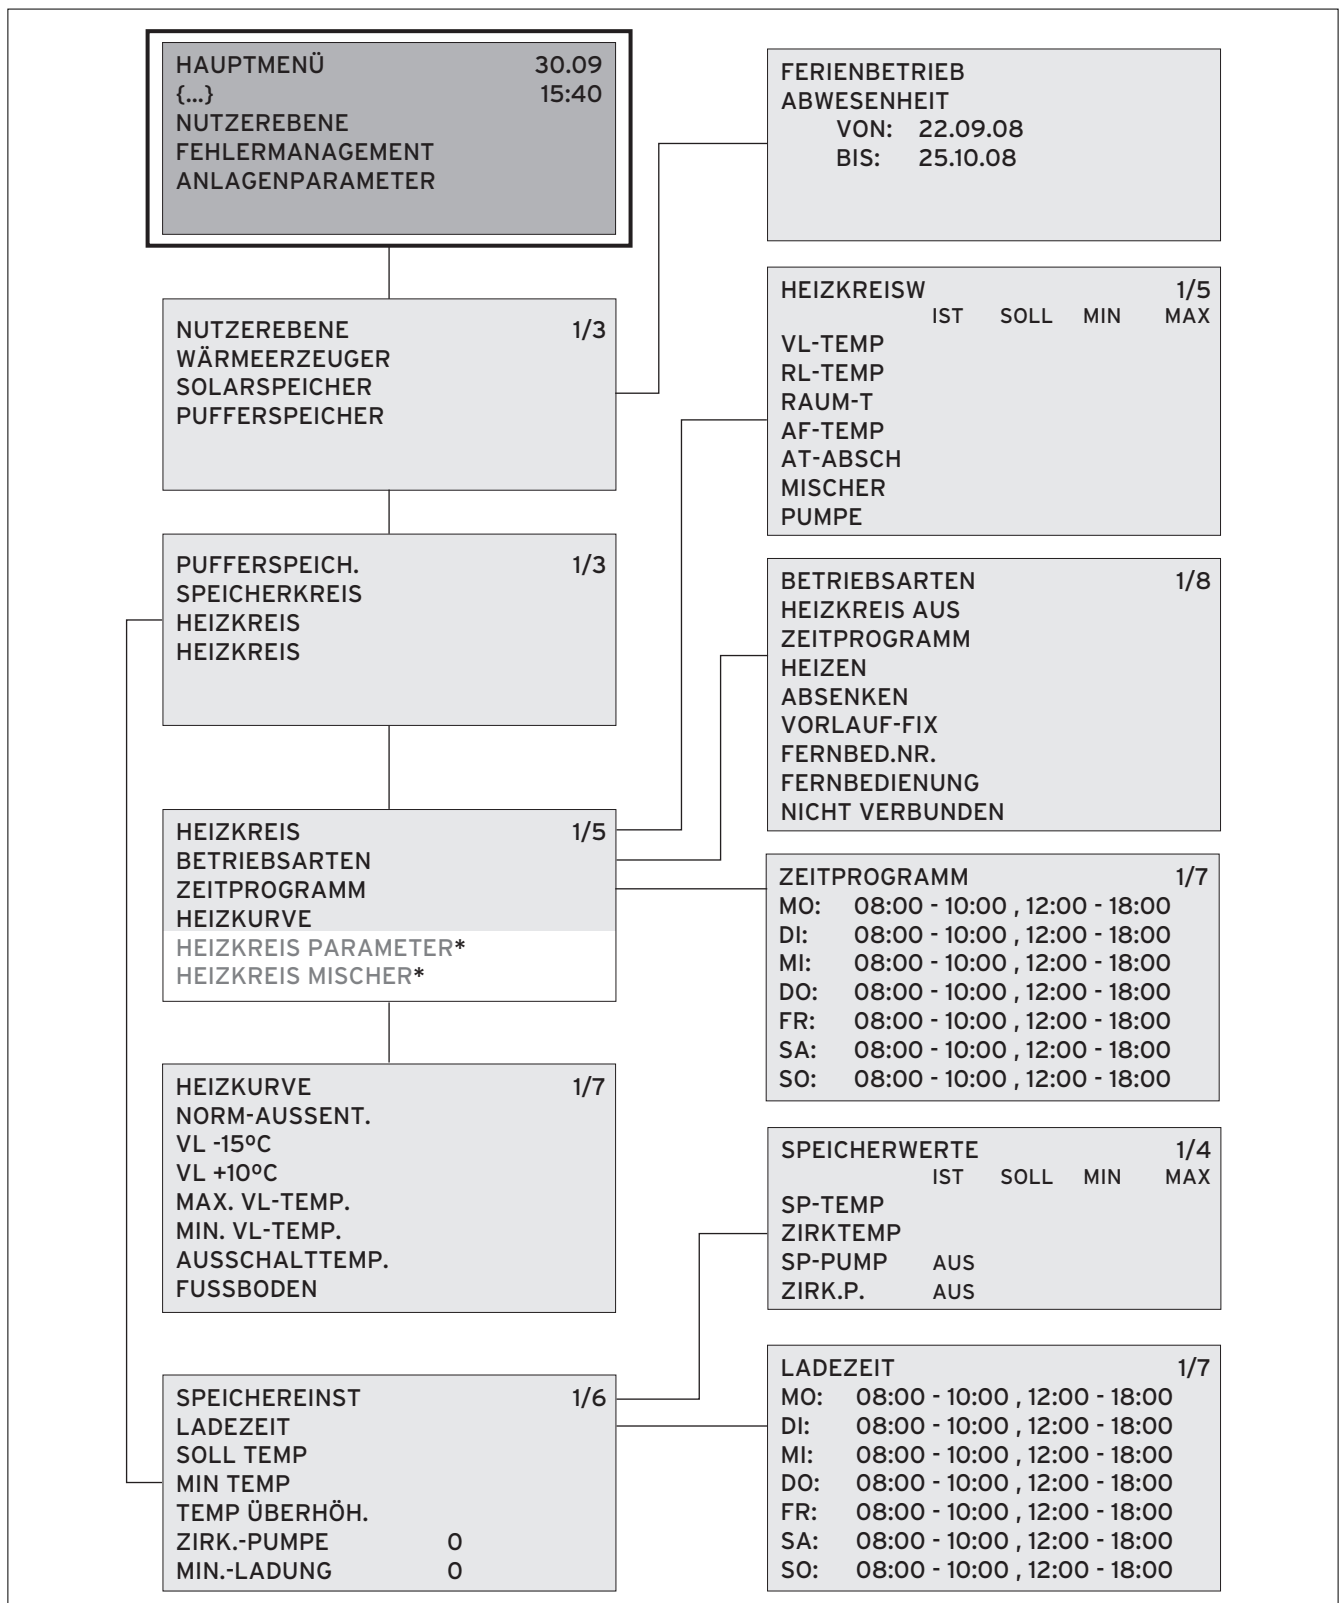 HAUPTMENÜ 30.09
{...} 15:40
NUTZEREBENE
FEHLERMANAGEMENT
ANLAGENPARAMETER
FERIENBETRIEB
ABWESENHEIT
VON: 22.09.08
BIS: 25.10.08
NUTZEREBENE 1/3
WÄRMEERZEUGER
SOLARSPEICHER
PUFFERSPEICHER
HEIZKREISW 1/5
IST SOLL MIN MAX
VL-TEMP
RL-TEMP
RAUM-T
AF-TEMP
AT-ABSCH
MISCHER
PUMPE
PUFFERSPEICH. 1/3
SPEICHERKREIS
HEIZKREIS
HEIZKREIS
BETRIEBSARTEN 1/8
HEIZKREIS AUS
ZEITPROGRAMM
HEIZEN
ABSENKEN
VORLAUF-FIX
FERNBED.NR.
FERNBEDIENUNG
NICHT VERBUNDEN
HEIZKREIS 1/5
BETRIEBSARTEN
ZEITPROGRAMM
HEIZKURVE
HEIZKREIS PARAMETER*
HEIZKREIS MISCHER*
ZEITPROGRAMM 1/7
MO: 08:00 - 10:00 , 12:00 - 18:00
DI: 08:00 - 10:00 , 12:00 - 18:00
MI: 08:00 - 10:00 , 12:00 - 18:00
DO: 08:00 - 10:00 , 12:00 - 18:00
FR: 08:00 - 10:00 , 12:00 - 18:00
SA: 08:00 - 10:00 , 12:00 - 18:00
SO: 08:00 - 10:00 , 12:00 - 18:00
HEIZKURVE 1/7
NORM-AUSSENT.
VL -15ºC
VL +10ºC
MAX. VL-TEMP.
MIN. VL-TEMP.
AUSSCHALTTEMP.
FUSSBODEN
SPEICHERWERTE 1/4
IST SOLL MIN MAX
SP-TEMP
ZIRKTEMP
SP-PUMP AUS
ZIRK.P. AUS
SPEICHEREINST 1/6
LADEZEIT
SOLL TEMP
MIN TEMP
TEMP ÜBERHÖH.
ZIRK.-PUMPE 0
MIN.-LADUNG 0
LADEZEIT 1/7
MO: 08:00 - 10:00 , 12:00 - 18:00
DI: 08:00 - 10:00 , 12:00 - 18:00
MI: 08:00 - 10:00 , 12:00 - 18:00
DO: 08:00 - 10:00 , 12:00 - 18:00
FR: 08:00 - 10:00 , 12:00 - 18:00
SA: 08:00 - 10:00 , 12:00 - 18:00
SO: 08:00 - 10:00 , 12:00 - 18:00